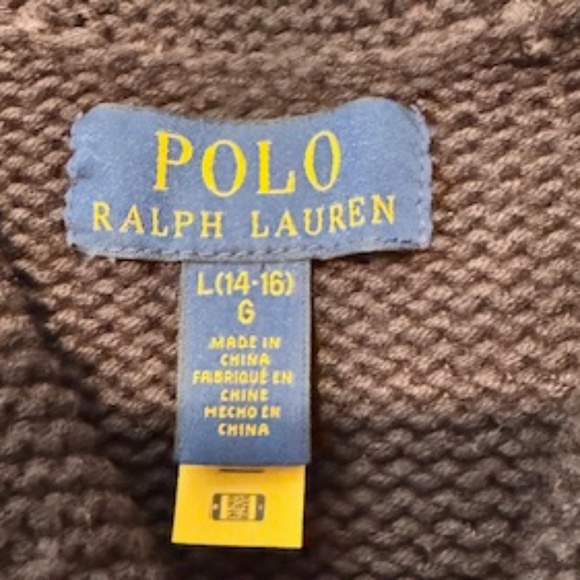 POLO
RALPH LAUREN
L(14-16)
G
MADE IN
CHINA
FABRIQUÉ EN
CHINE
HECHO EN
CHINA